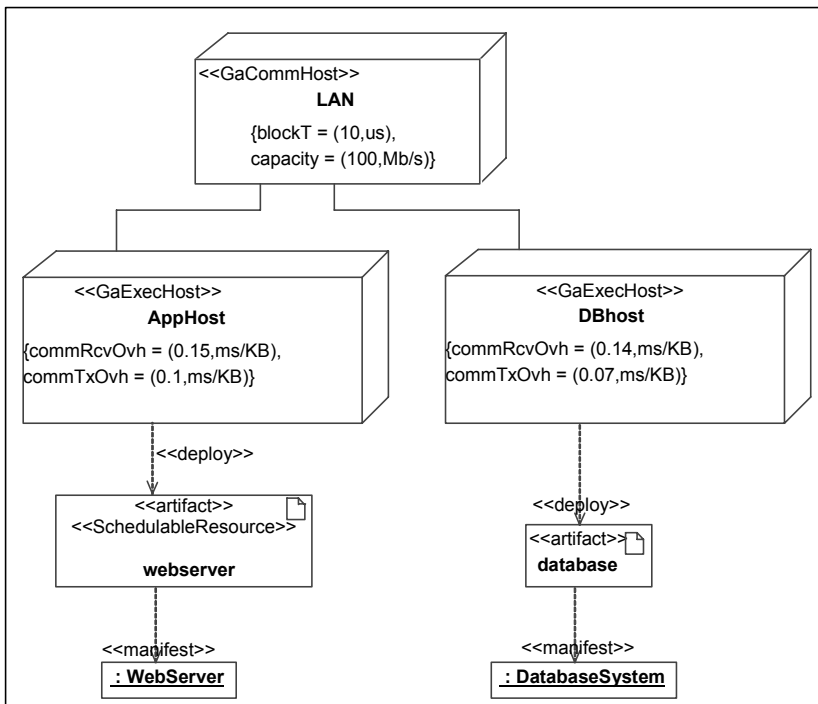 <<GaCommHost>>
LAN
{blockT = (10,us),
capacity = (100,Mb/s)}
<<GaExecHost>>
AppHost
{commRcvOvh = (0.15,ms/KB),
commTxOvh = (0.1,ms/KB)}
<<GaExecHost>>
DBhost
{commRcvOvh = (0.14,ms/KB),
commTxOvh = (0.07,ms/KB)}
<<deploy>>
<<artifact>>
<<SchedulableResource>>
webserver
<<deploy>>
<<artifact>>
database
<<manifest>>
: WebServer
<<manifest>>
: DatabaseSystem